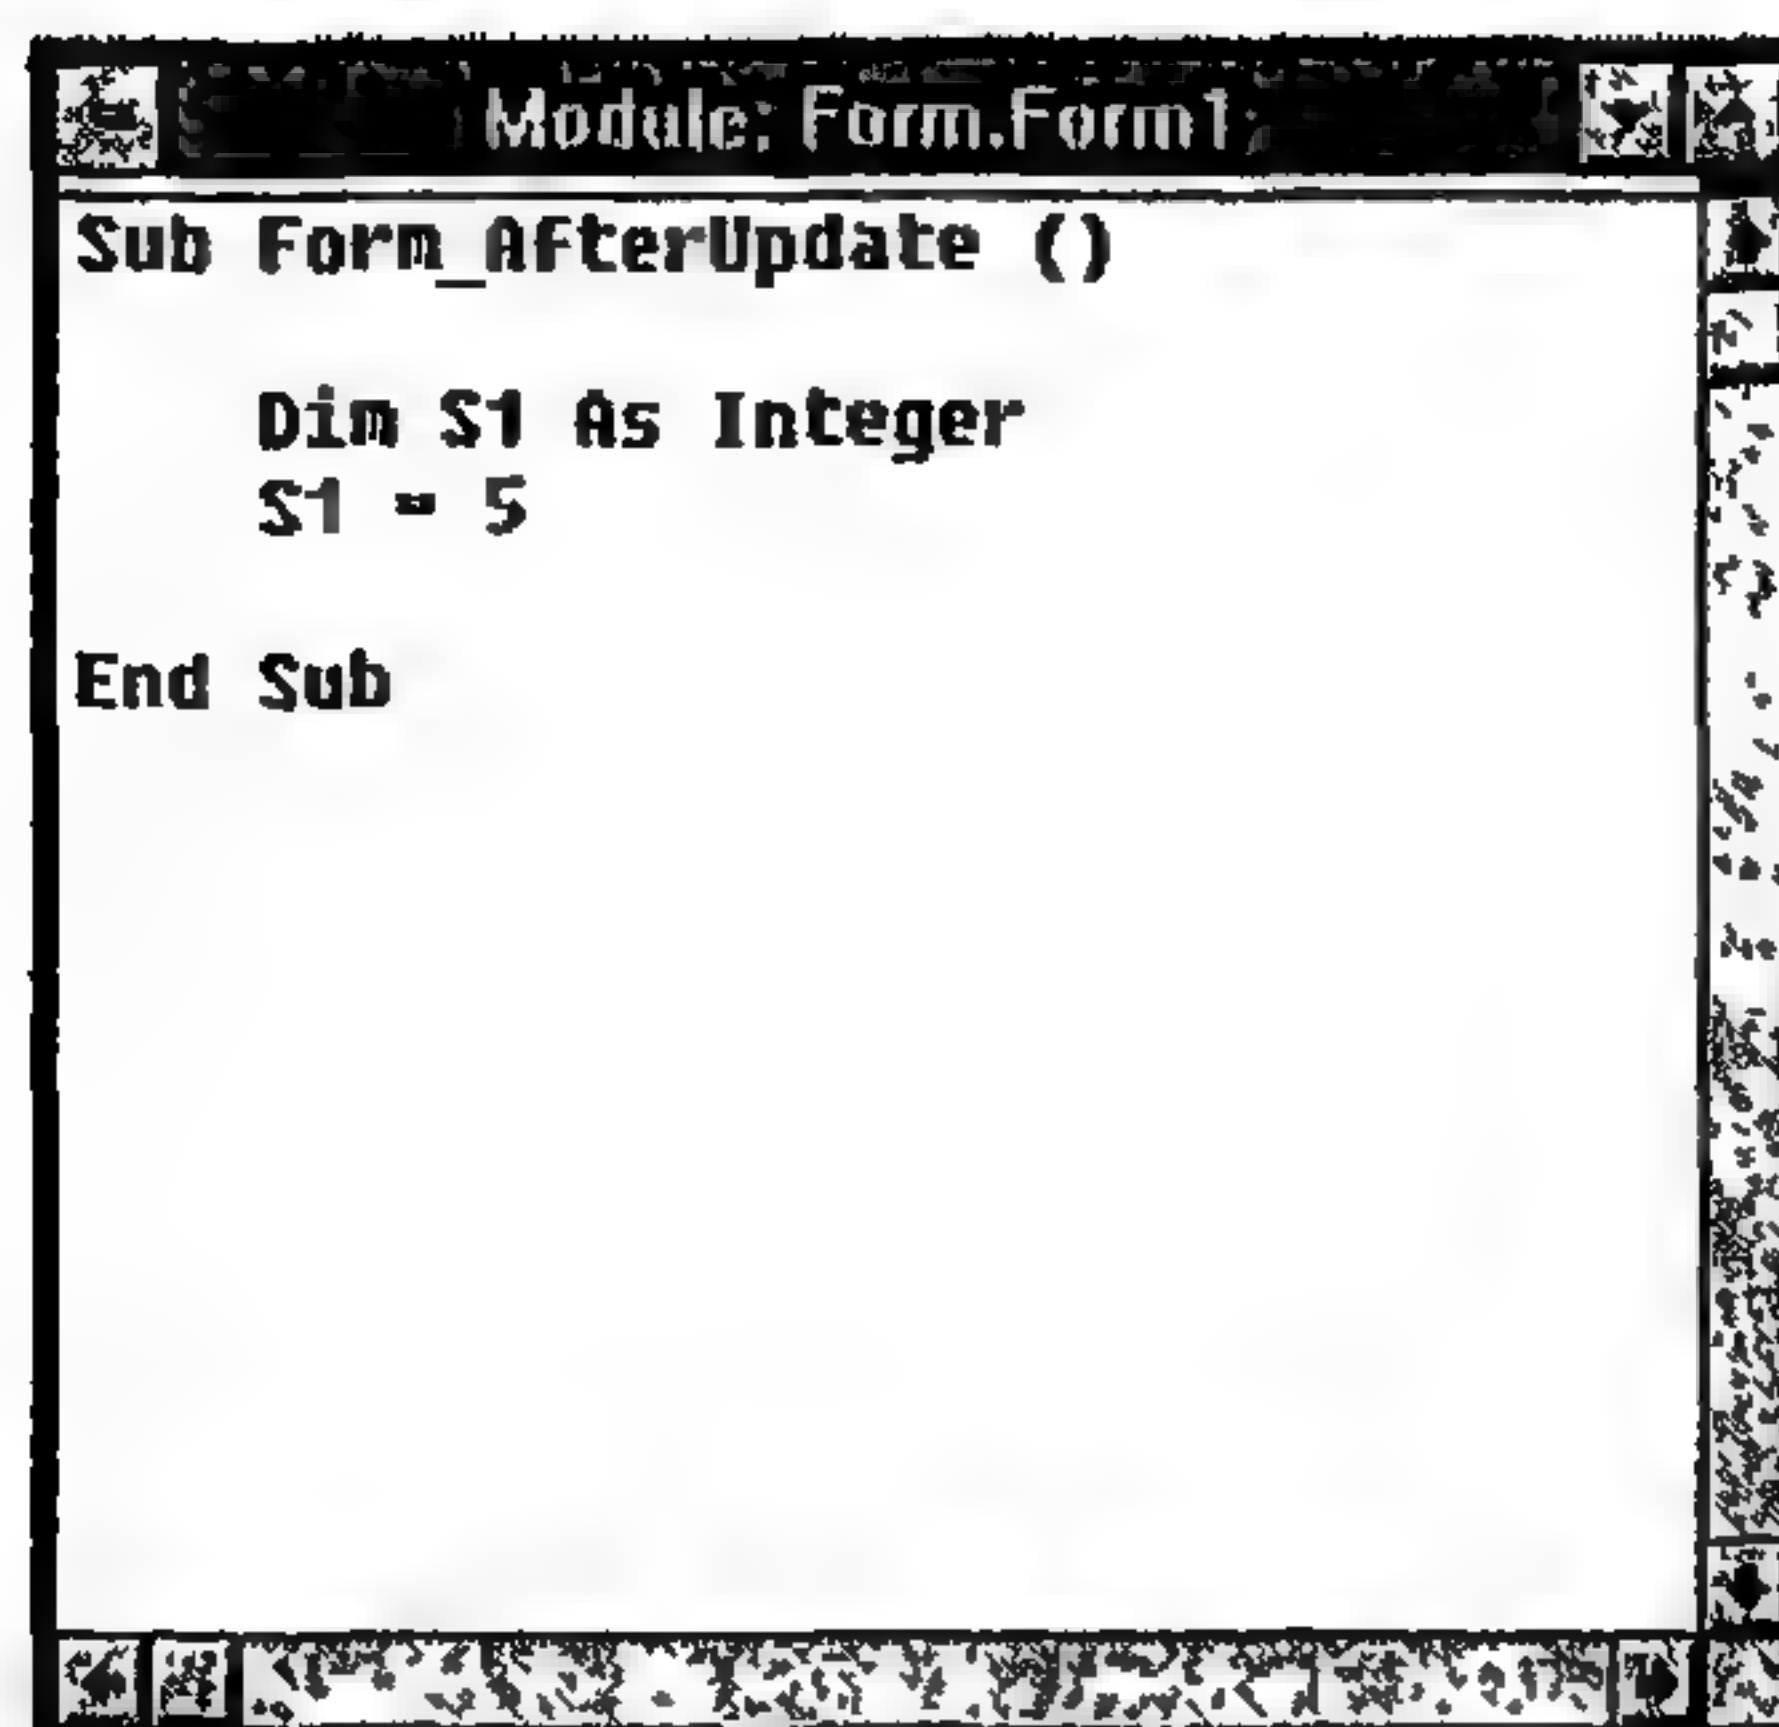 Module: Form.Form1
Sub Form_AfterUpdate ()
Dim S1 As Integer
S1 = 5
End Sub